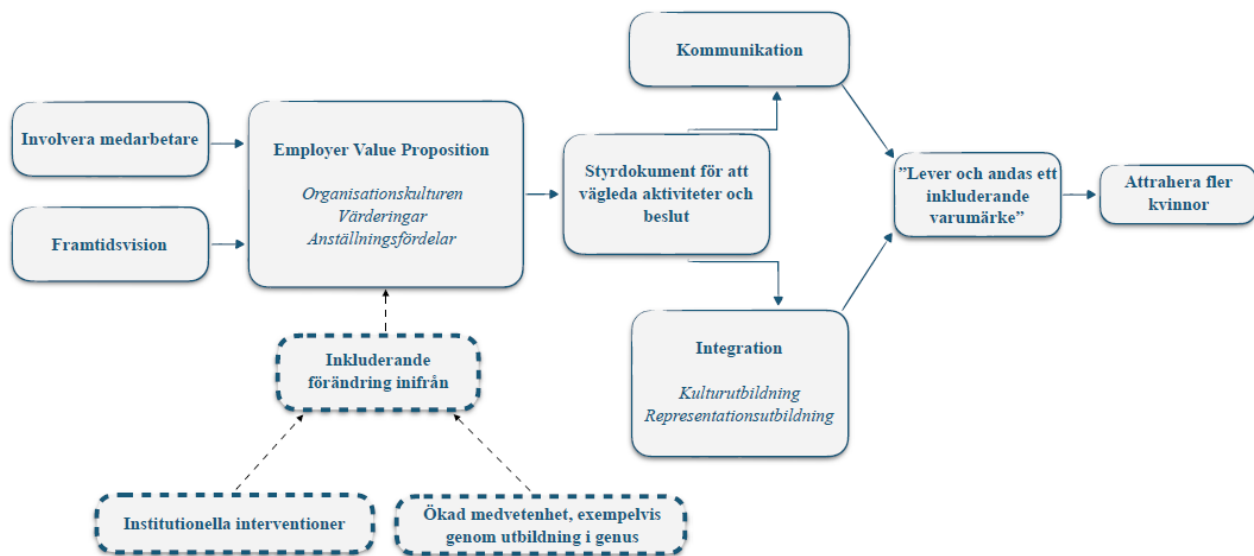 Involvera medarbetare
Framtidsvision
Employer Value Proposition
Organisationskulturen
Värderingar
Anställningsfördelar
Inkluderande
förändring inifrån
Institutionella interventioner
Ökad medvetenhet, exempelvis
genom utbildning i genus
Styrdokument för att
vägleda aktiviteter och
beslut
Kommunikation
Integration
Kulturutbildning
Representationsutbildning
”Lever och andas ett
inkluderande
varumärke”
Attrahera fler
kvinnor